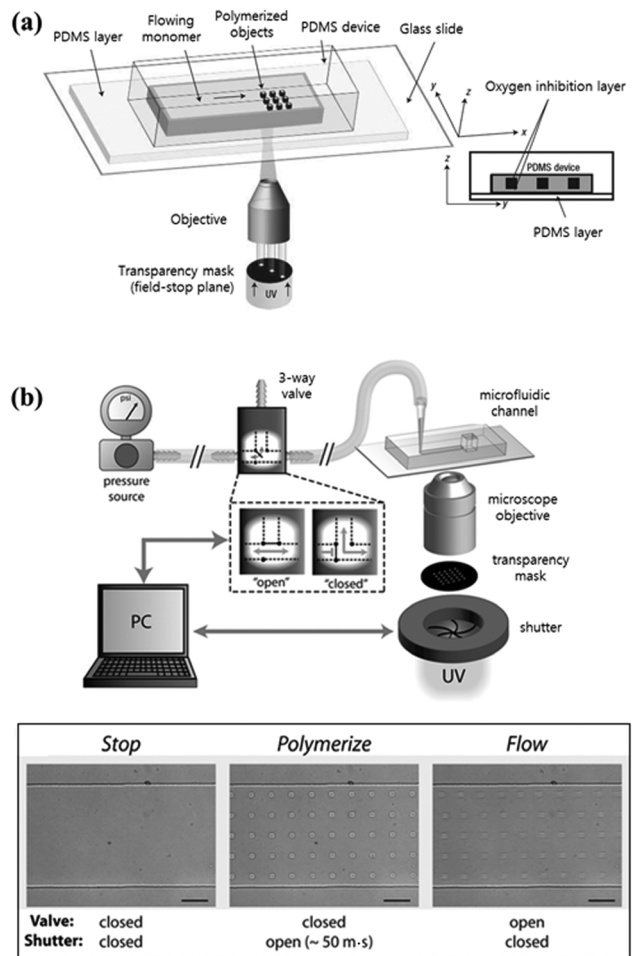 (a)
PDMS layer
Flowing
monomer
Polymerized
objects
PDMS device
Glass slide
Oxygen inhibition layer
y
z
x
z
PDMS device
y
PDMS layer
Objective
Transparency mask
(field-stop plane)
UV
(b)
psi
pressure
source
3-way
valve
microfluidic
channel
"open"
"closed"
microscope
objective
transparency
mask
PC
shutter
UV
Stop
Polymerize
Flow
Valve: closed closed open
Shutter: closed open (~ 50 m·s) closed